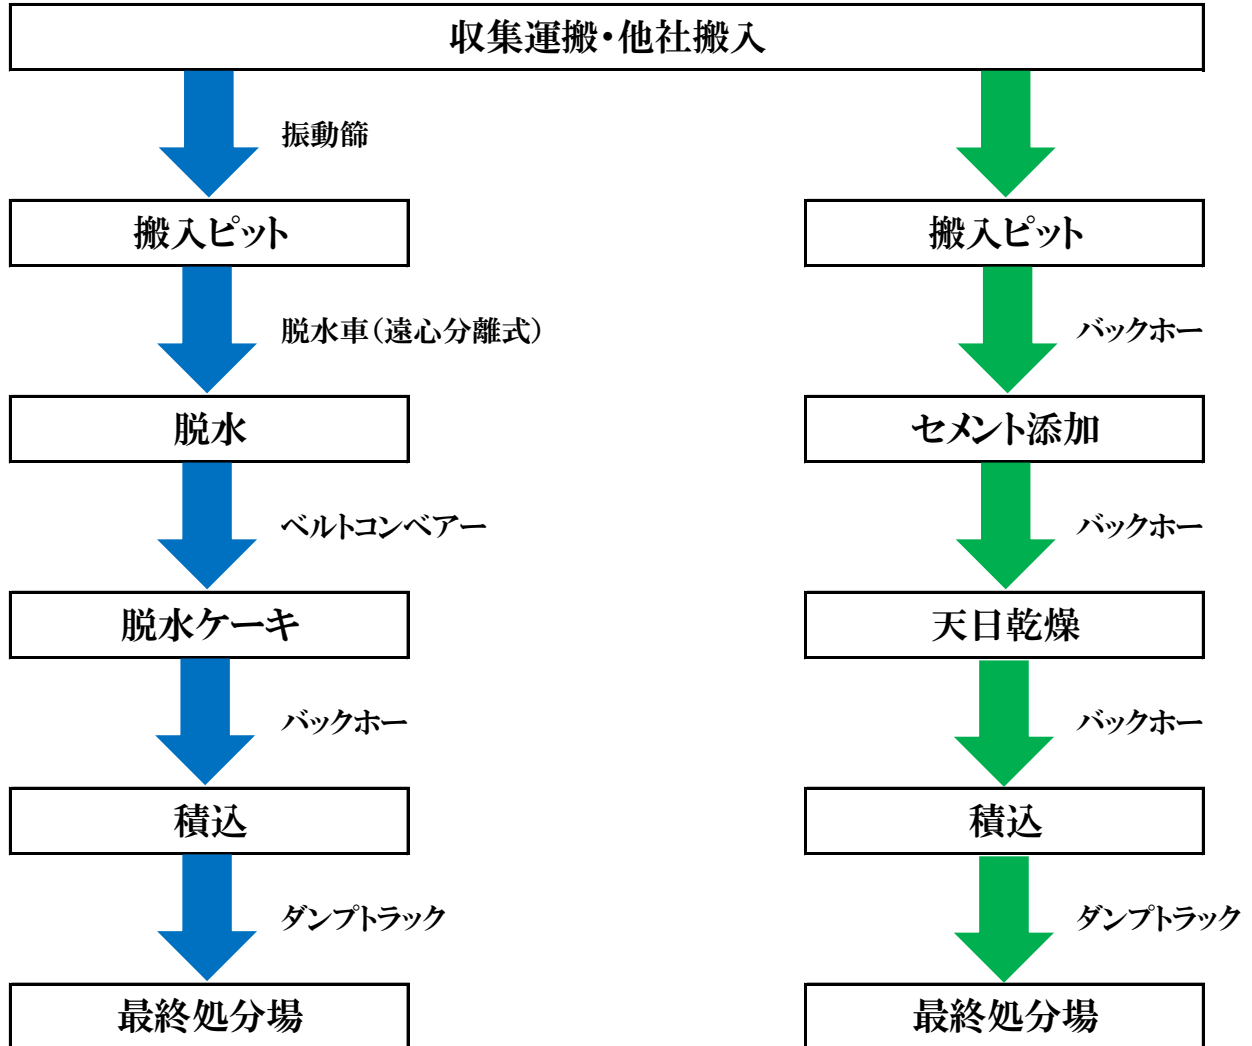 収集運搬・他社搬入
振動篩
搬入ピット
脱水車（遠心分離式）
脱水
ベルトコンベアー
脱水ケーキ
バックホー
積込
ダンプトラック
最終処分場
搬入ピット
バックホー
セメント添加
バックホー
天日乾燥
バックホー
積込
ダンプトラック
最終処分場